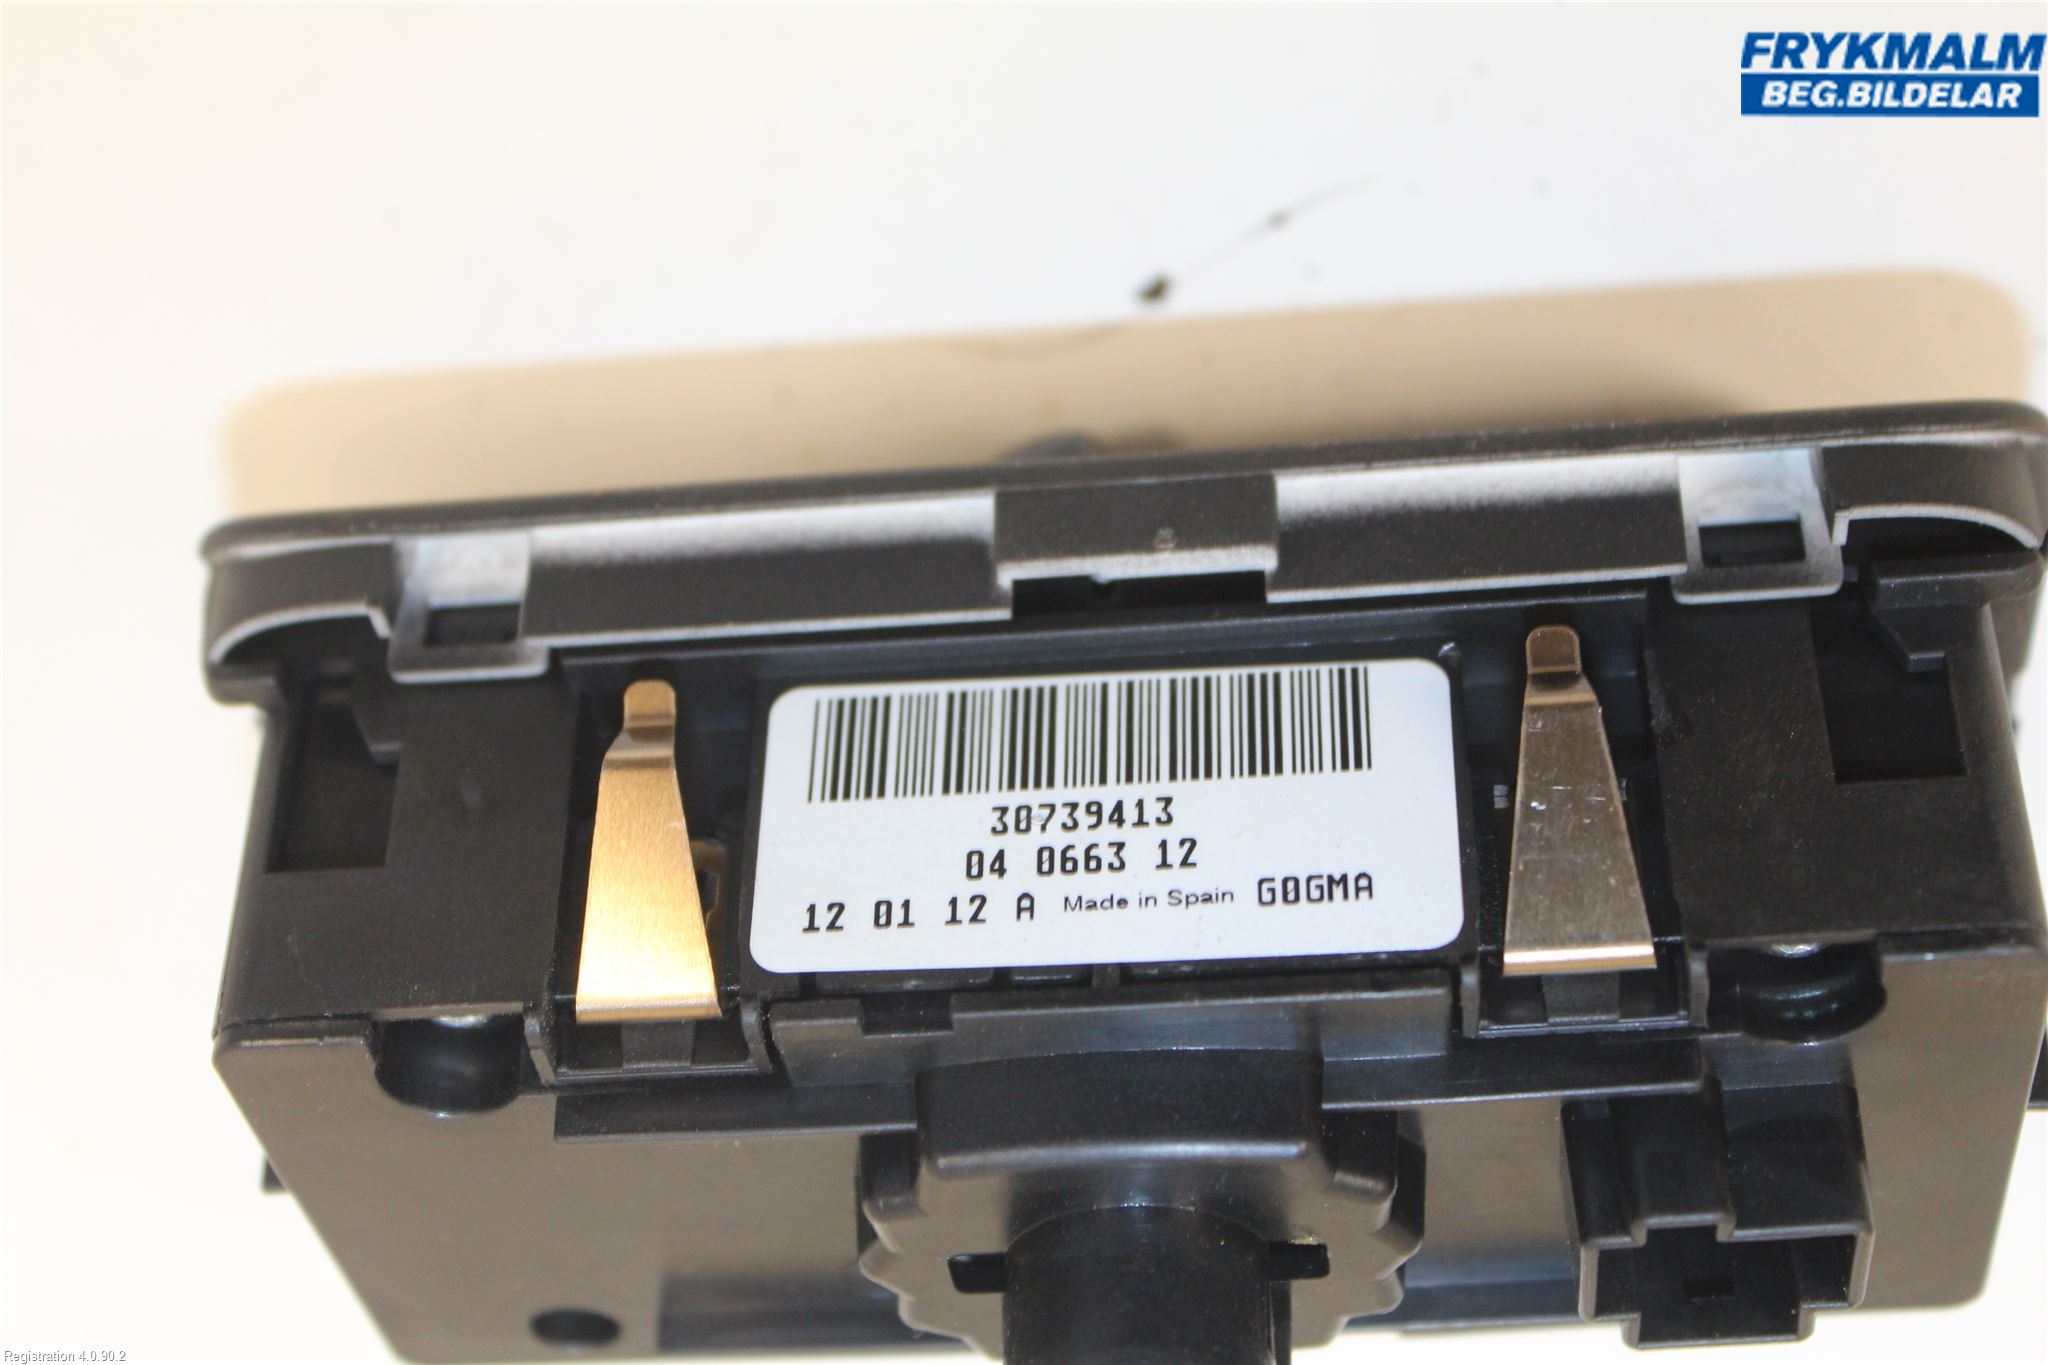 FRYKMALM
BEG.BILDELAR
30739413
04 0663 12
12 01 12 A Made in Spain G0GMA
Registration 4.0.90.2